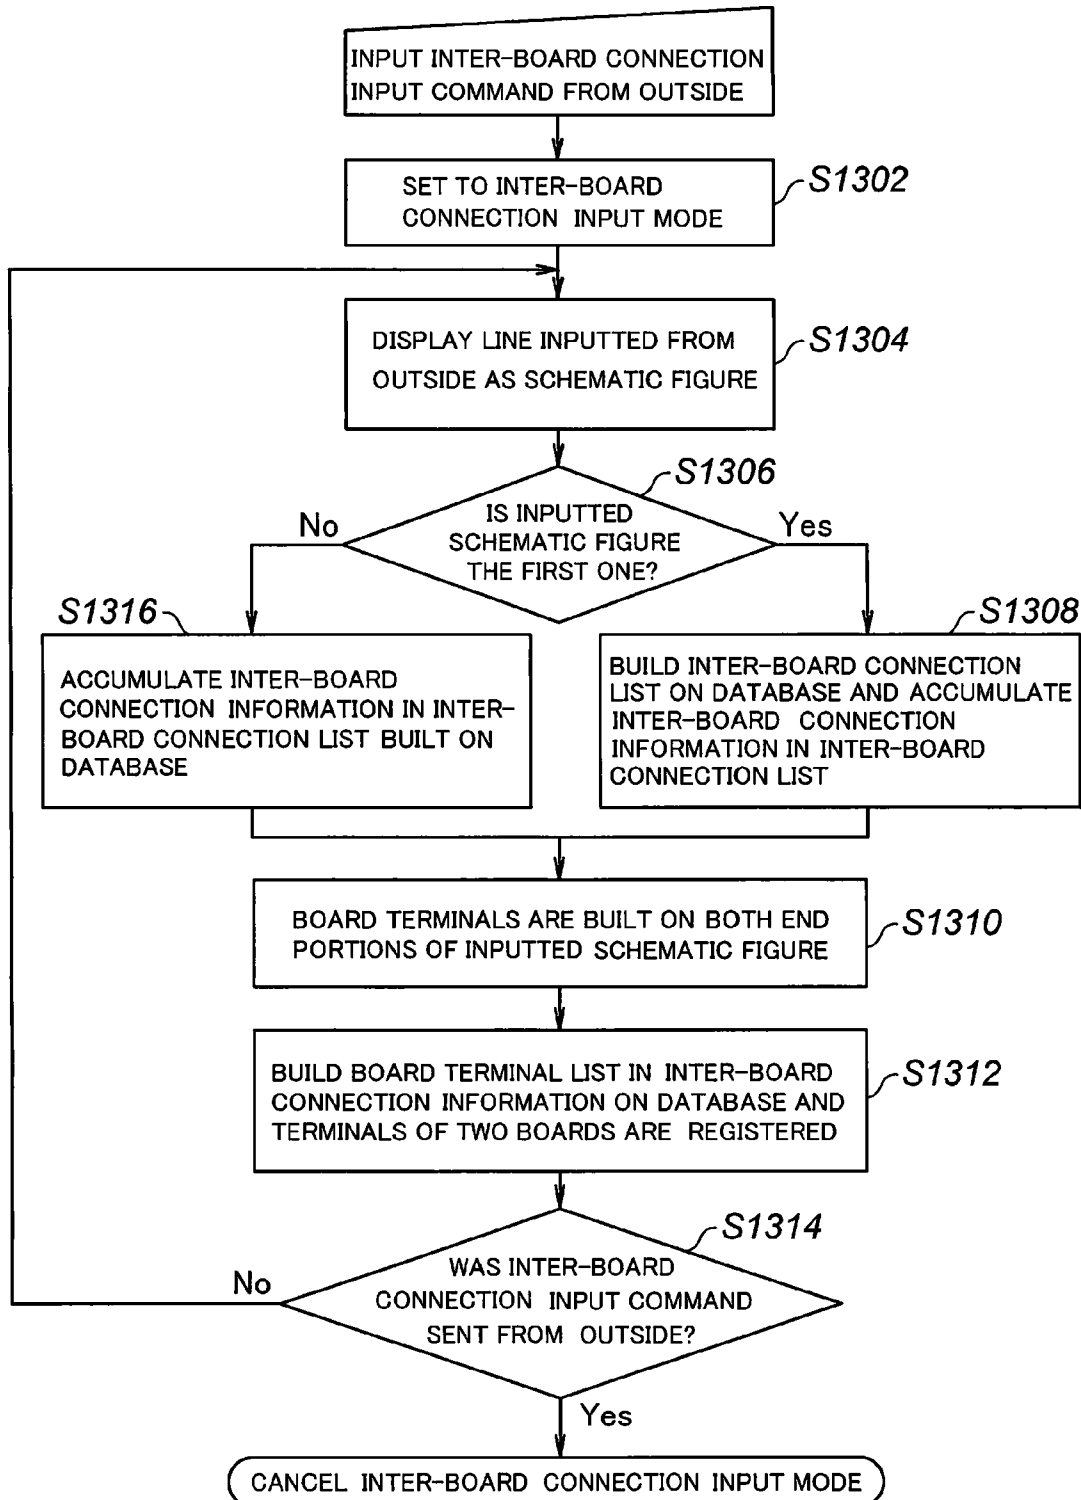 INPUT INTER-BOARD CONNECTION
INPUT COMMAND FROM OUTSIDE
SET TO INTER-BOARD
CONNECTION INPUT MODE
S1302
DISPLAY LINE INPUTTED FROM
OUTSIDE AS SCHEMATIC FIGURE
S1304
S1306
IS INPUTTED
SCHEMATIC FIGURE
THE FIRST ONE?
No
Yes
S1316
ACCUMULATE INTER-BOARD
CONNECTION INFORMATION IN INTER-
BOARD CONNECTION LIST BUILT ON
DATABASE
S1308
BUILD INTER-BOARD CONNECTION
LIST ON DATABASE AND ACCUMULATE
INTER-BOARD CONNECTION
INFORMATION IN INTER-BOARD
CONNECTION LIST
BOARD TERMINALS ARE BUILT ON BOTH END
PORTIONS OF INPUTTED SCHEMATIC FIGURE
S1310
BUILD BOARD TERMINAL LIST IN INTER-BOARD
CONNECTION INFORMATION ON DATABASE AND
TERMINALS OF TWO BOARDS ARE REGISTERED
S1312
S1314
WAS INTER-BOARD
CONNECTION INPUT COMMAND
SENT FROM OUTSIDE?
No
Yes
CANCEL INTER-BOARD CONNECTION INPUT MODE